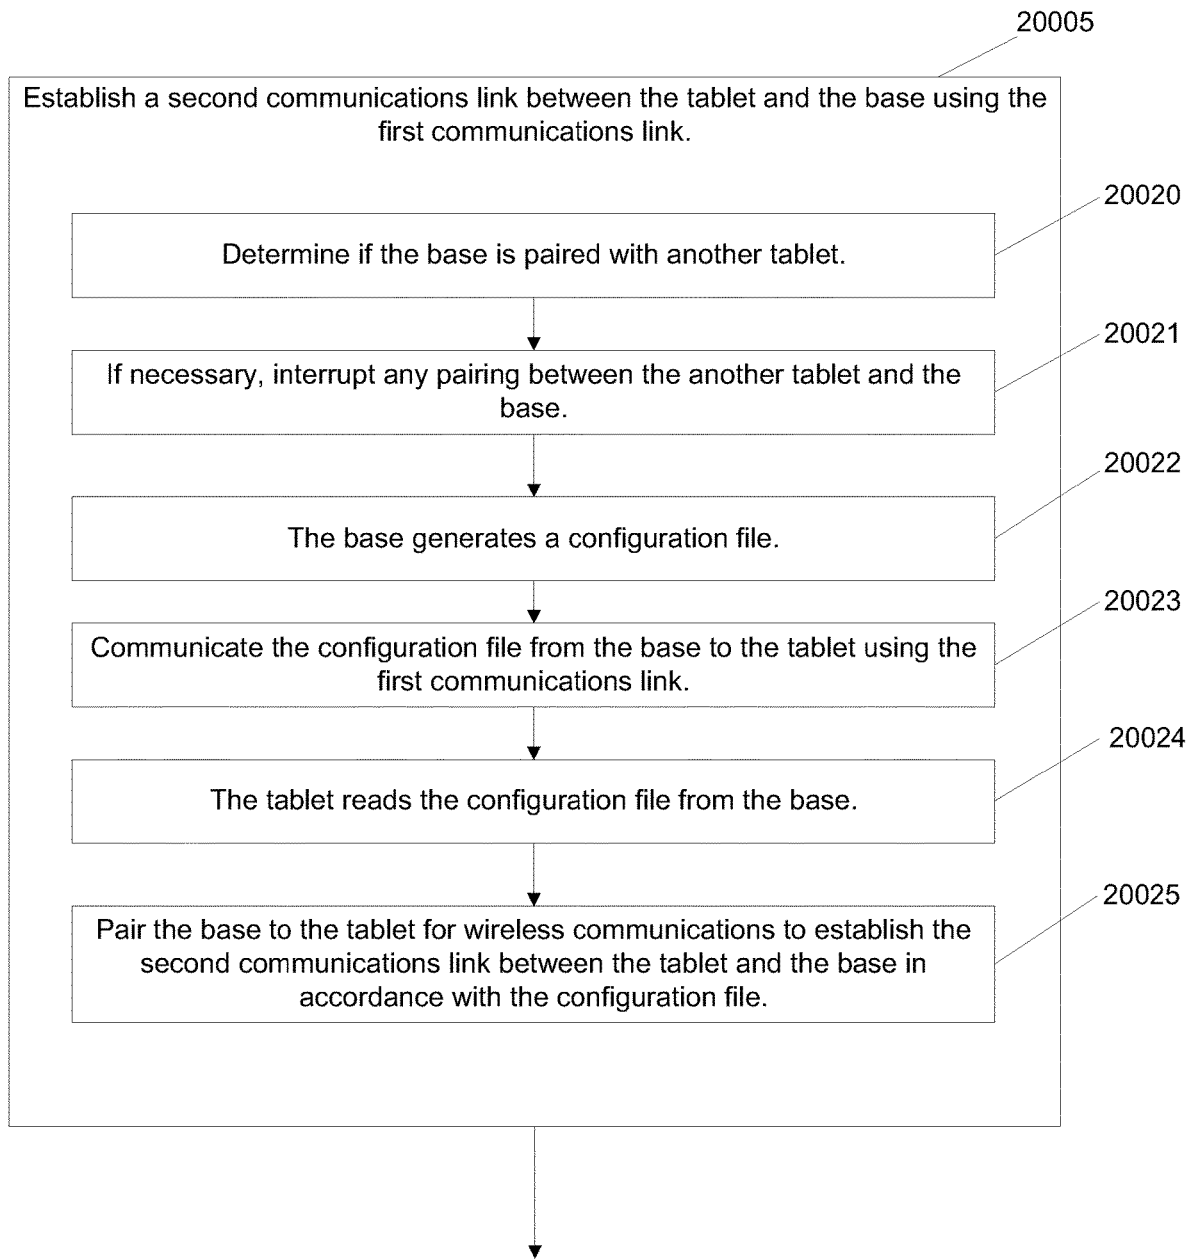 20005
Establish a second communications link between the tablet and the base using the
first communications link.
20020
Determine if the base is paired with another tablet.
20021
If necessary, interrupt any pairing between the another tablet and the
base.
20022
The base generates a configuration file.
20023
Communicate the configuration file from the base to the tablet using the
first communications link.
20024
The tablet reads the configuration file from the base.
20025
Pair the base to the tablet for wireless communications to establish the
second communications link between the tablet and the base in
accordance with the configuration file.